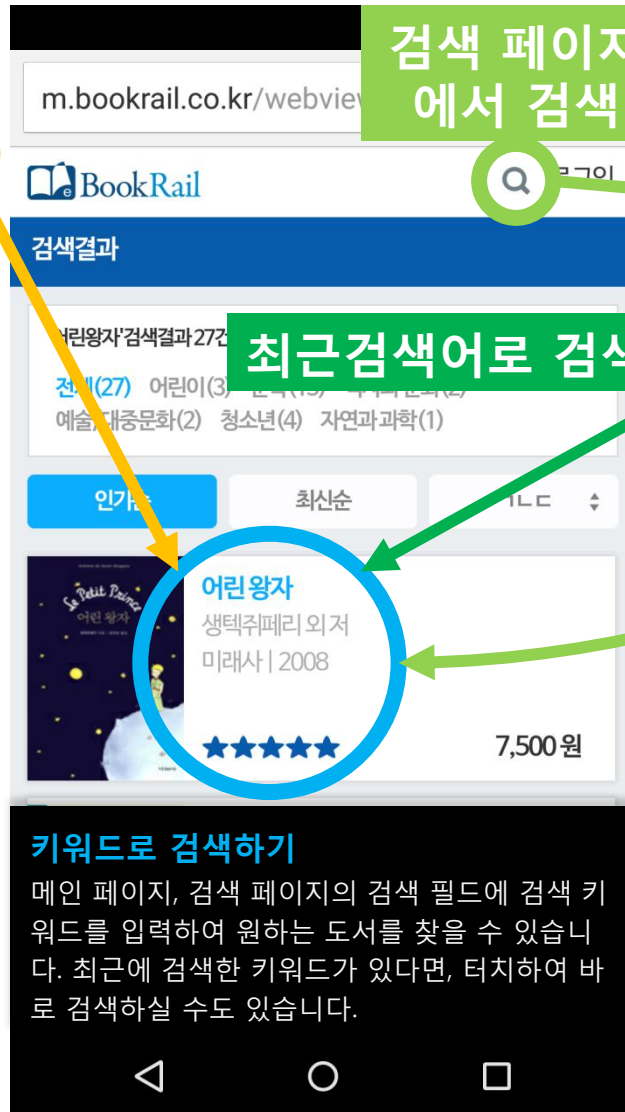 검색 페이지
에서 검색
m.bookrail.co.kr/webview
BookRail
검색결과
'어린왕자'검색결과 27건
최근검색어로 검색
전체(27) 어린이(3)
예술/대중문화(2) 청소년(4) 자연과 과학(1)
인기순 최신순
Le Petit Prince
어린 왕자
어린 왕자
생텍쥐페리 외 저
미래사 | 2008
7,500 원
키워드로 검색하기
메인 페이지, 검색 페이지의 검색 필드에 검색 키
워드를 입력하여 원하는 도서를 찾을 수 있습니
다. 최근에 검색한 키워드가 있다면, 터치하여 바
로 검색하실 수도 있습니다.